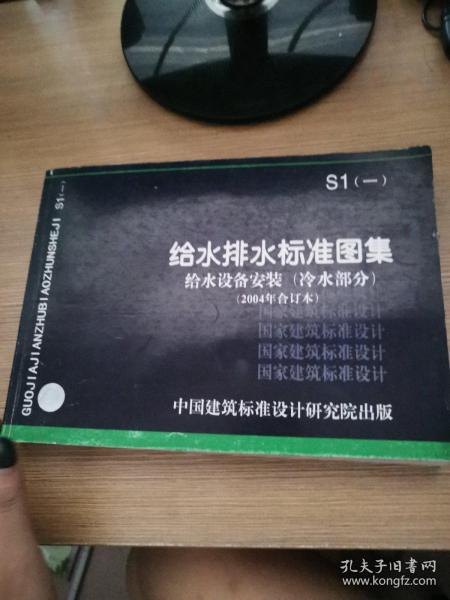 S1(一)
给水排水标准图集
给水设备安装（冷水部分）
(2004年合订本)
国家建筑标准设计
国家建筑标准设计
国家建筑标准设计
国家建筑标准设计
中国建筑标准设计研究院出版
GUOJIAJIANZHUBIAOZHUNSHEJI S1(一)
孔夫子旧书网
www.kongfz.com